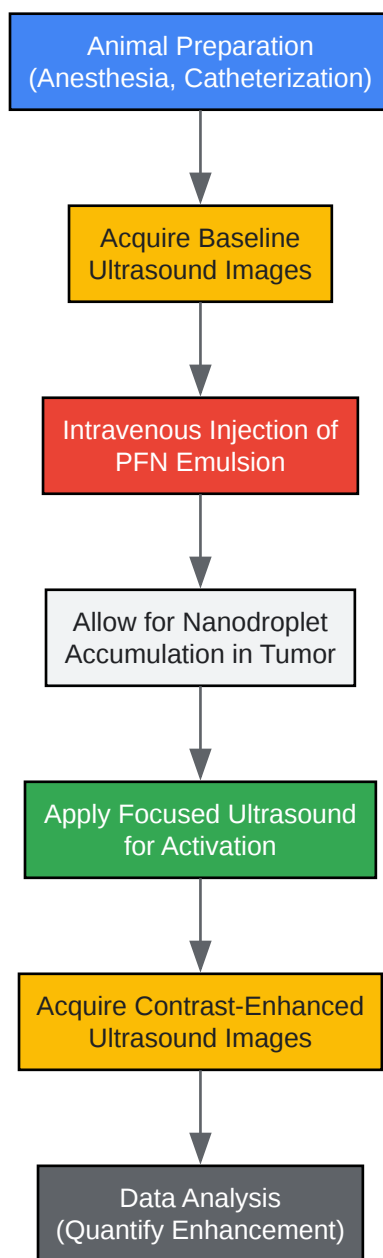 Animal Preparation
(Anesthesia, Catheterization)
Acquire Baseline
Ultrasound Images
Intravenous Injection of
PFN Emulsion
Allow for Nanodroplet
Accumulation in Tumor
Apply Focused Ultrasound
for Activation
Acquire Contrast-Enhanced
Ultrasound Images
Data Analysis
(Quantify Enhancement)